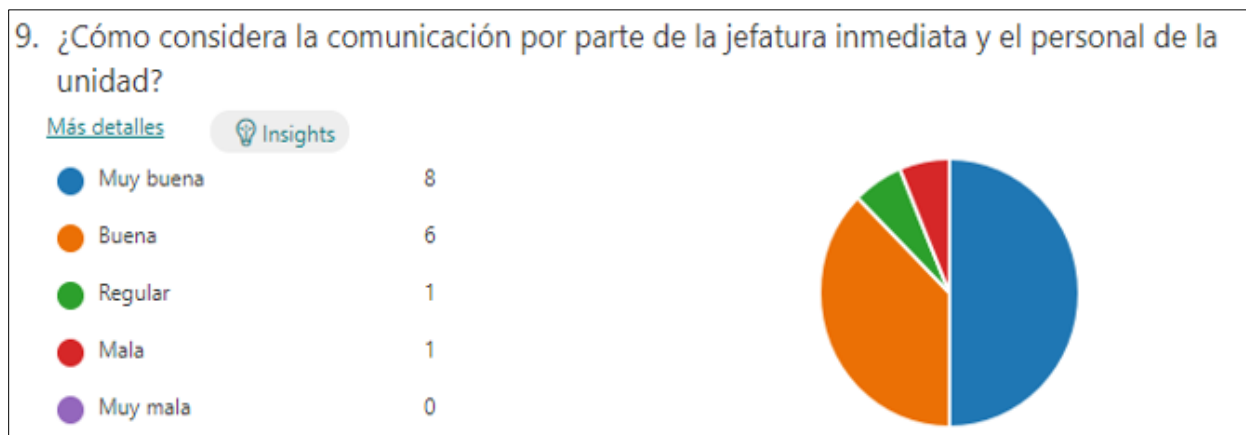 9. ¿Cómo considera la comunicación por parte de la jefatura inmediata y el personal de la
unidad?
Más detalles
Insights
Muy buena 8
Buena 6
Regular 1
Mala 1
Muy mala 0